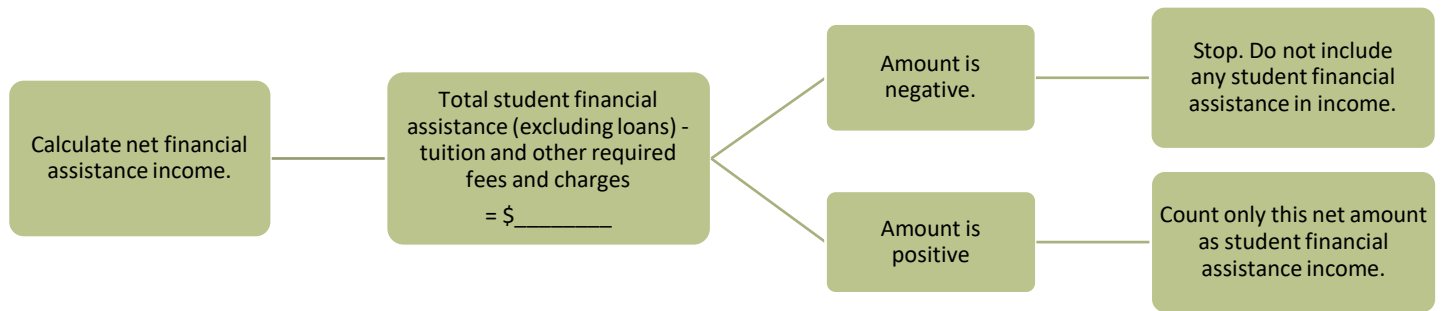 Calculate net financial
assistance income.
Total student financial
assistance (excluding loans) -
tuition and other required
fees and charges
= $________
Amount is
negative.
Stop. Do not include
any student financial
assistance in income.
Amount is
positive
Count only this net amount
as student financial
assistance income.